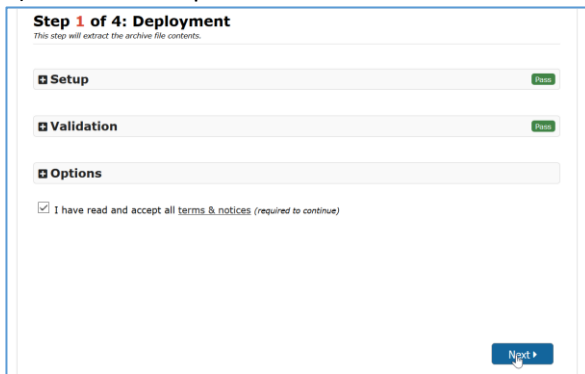 Step 1 of 4: Deployment
This step will extract the archive file contents.
Setup
Pass
Validation
Pass
Options
I have read and accept all terms & notices (required to continue)
Next